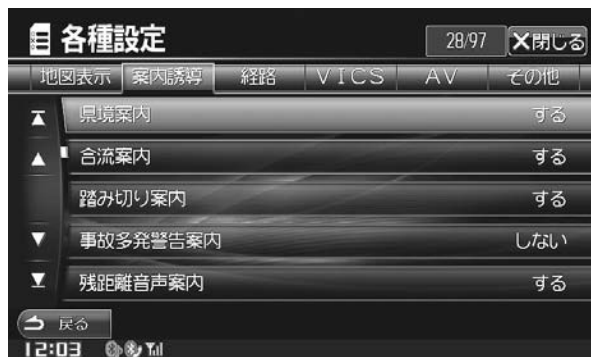 各種設定 28/97 ×閉じる
地図表示 案内誘導 経路 VICS AV その他
県境案内 する
合流案内 する
踏み切り案内 する
事故多発警告案内 しない
残距離音声案内 する
戻る
12:03